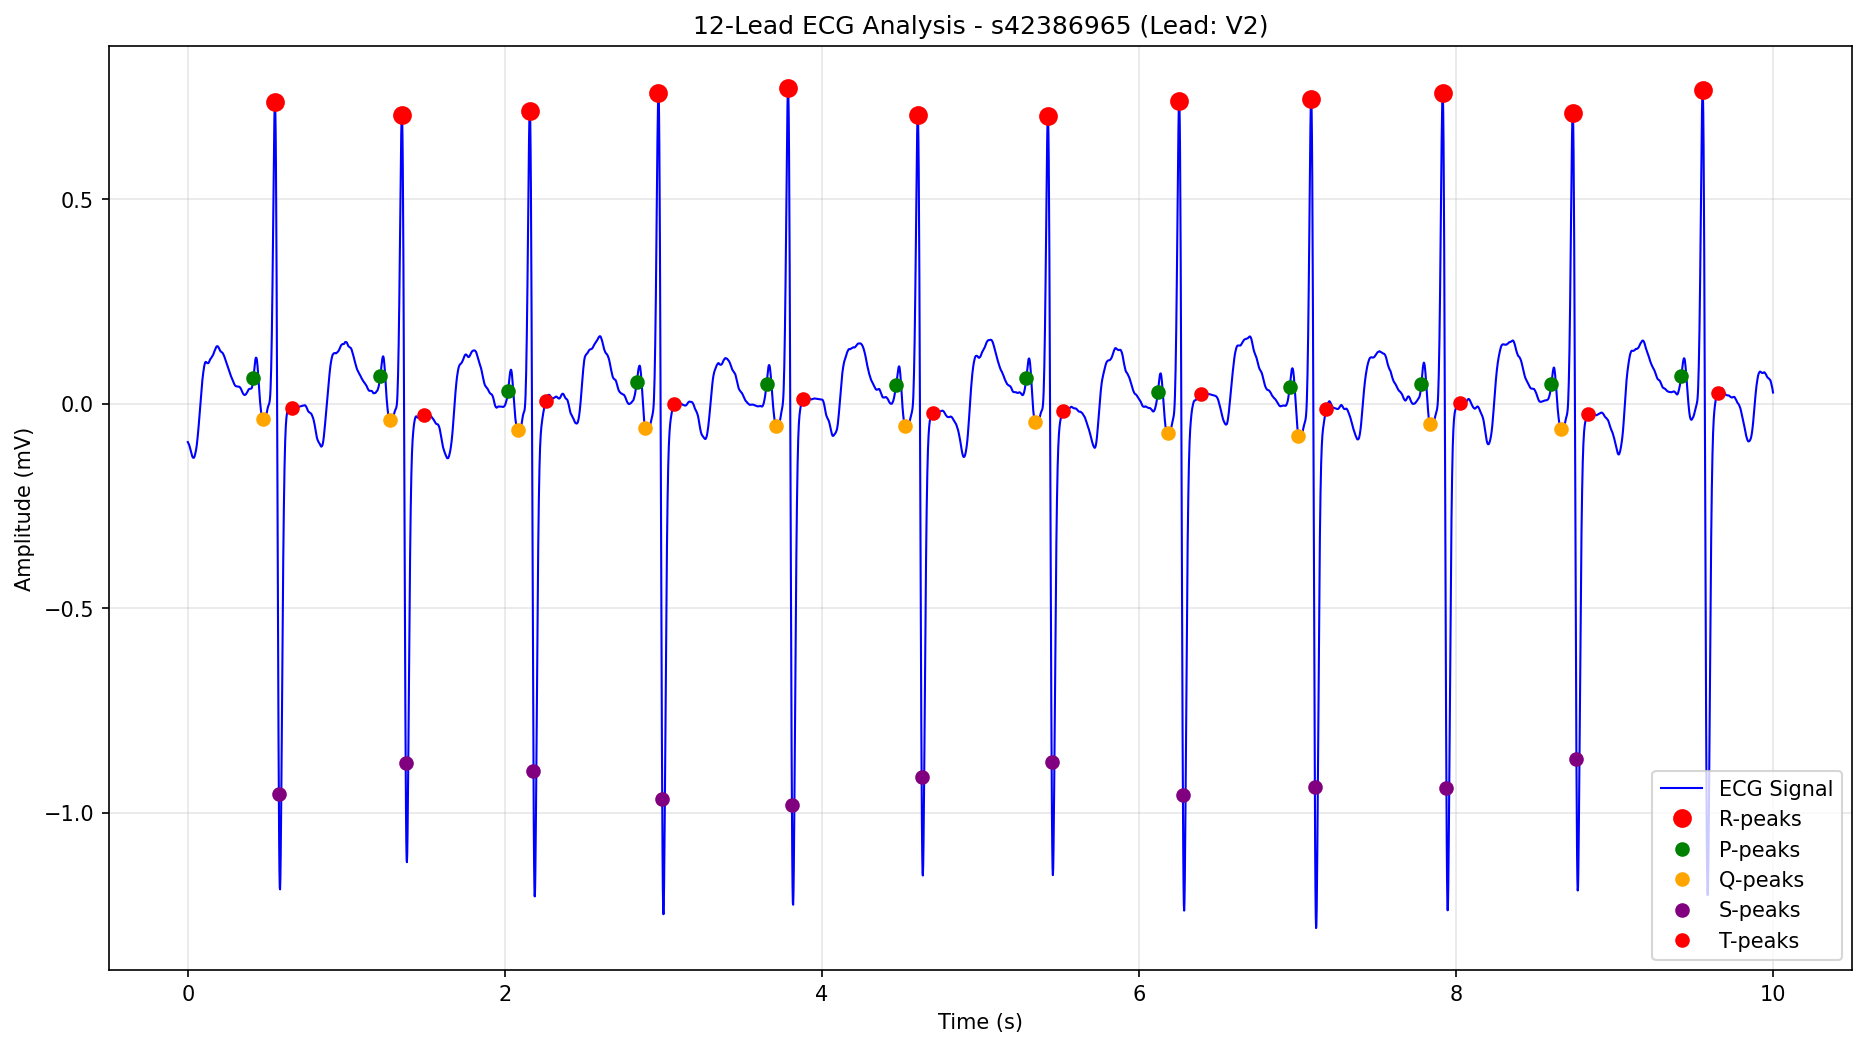 12-Lead ECG Analysis - s42386965 (Lead: V2)
Amplitude (mV)
0.5
0.0
−0.5
−1.0
0
2
4
6
8
10
Time (s)
ECG Signal
R-peaks
P-peaks
Q-peaks
S-peaks
T-peaks